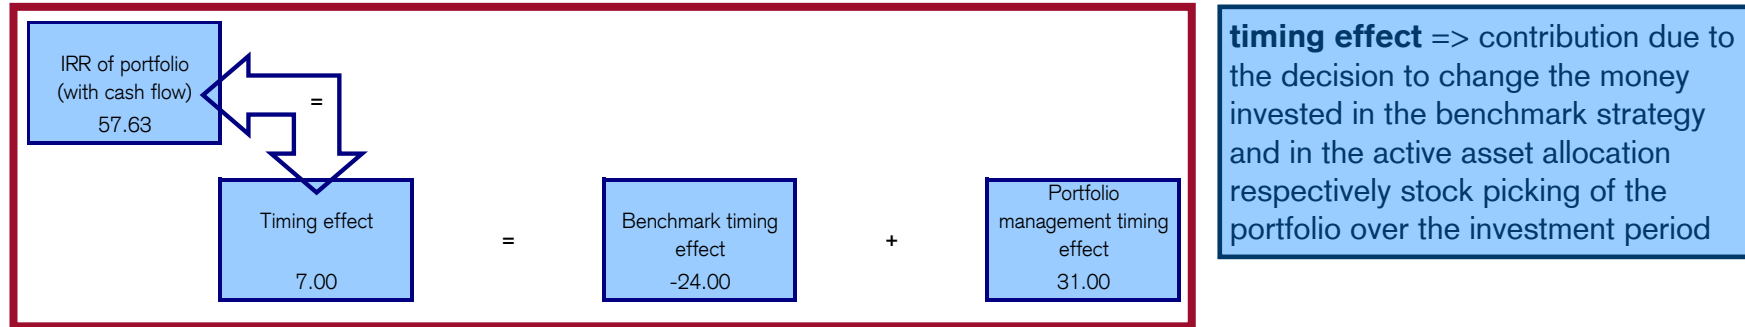 IRR of portfolio
(with cash flow)
57.63
=
Timing effect
7.00
=
Benchmark timing
effect
-24.00
+
Portfolio
management timing
effect
31.00
timing effect => contribution due to
the decision to change the money
invested in the benchmark strategy
and in the active asset allocation
respectively stock picking of the
portfolio over the investment period